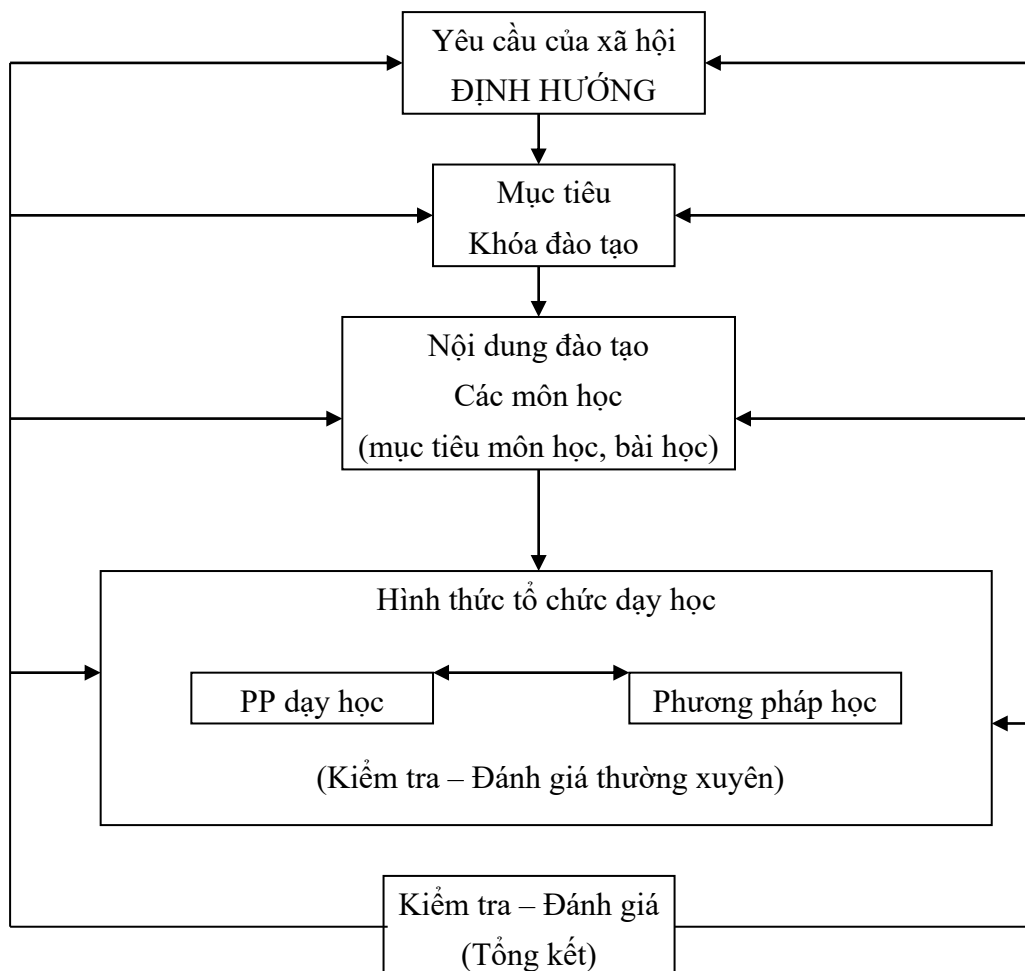 Yêu cầu của xã hội
ĐỊNH HƯỚNG
Mục tiêu
Khóa đào tạo
Nội dung đào tạo
Các môn học
(mục tiêu môn học, bài học)
Hình thức tổ chức dạy học
PP dạy học
Phương pháp học
(Kiểm tra – Đánh giá thường xuyên)
Kiểm tra – Đánh giá
(Tổng kết)